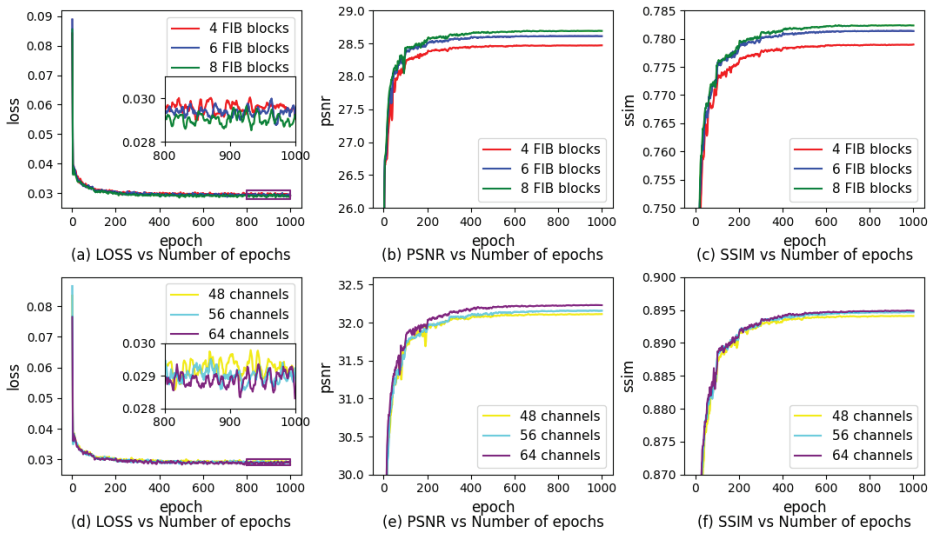 0.09
0.08
0.07
0.06
0.05
0.04
0.03
loss
4 FIB blocks
6 FIB blocks
8 FIB blocks
0.030
0.028
800 900 1000
0 200 400 600 800 1000
epoch
(a) LOSS vs Number of epochs
29.0
28.5
28.0
27.5
27.0
26.5
26.0
psnr
4 FIB blocks
6 FIB blocks
8 FIB blocks
0 200 400 600 800 1000
epoch
(b) PSNR vs Number of epochs
0.785
0.780
0.775
0.770
0.765
0.760
0.755
0.750
ssim
4 FIB blocks
6 FIB blocks
8 FIB blocks
0 200 400 600 800 1000
epoch
(c) SSIM vs Number of epochs
0.08
0.07
0.06
0.05
0.04
0.03
loss
48 channels
56 channels
64 channels
0.030
0.029
0.028
800 900 1000
0 200 400 600 800 1000
epoch
(d) LOSS vs Number of epochs
32.5
32.0
31.5
31.0
30.5
30.0
psnr
48 channels
56 channels
64 channels
0 200 400 600 800 1000
epoch
(e) PSNR vs Number of epochs
0.900
0.895
0.890
0.885
0.880
0.875
0.870
ssim
48 channels
56 channels
64 channels
0 200 400 600 800 1000
epoch
(f) SSIM vs Number of epochs